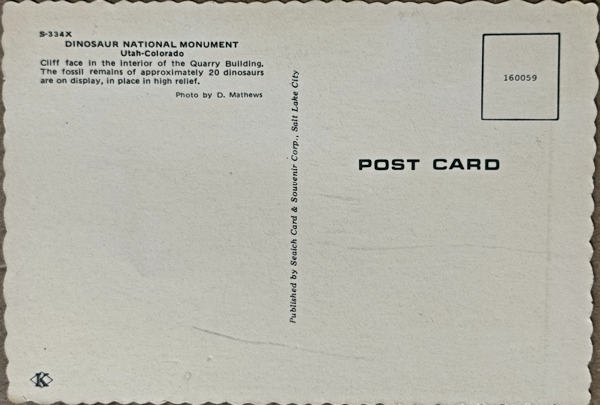 S-334X
DINOSAUR NATIONAL MONUMENT
Utah-Colorado
Cliff face in the interior of the Quarry Building.
The fossil remains of approximately 20 dinosaurs
are on display, in place in high relief.
Photo by D. Mathews
Published by Seaich Card & Souvenir Corp., Salt Lake City
160059
POST CARD
K